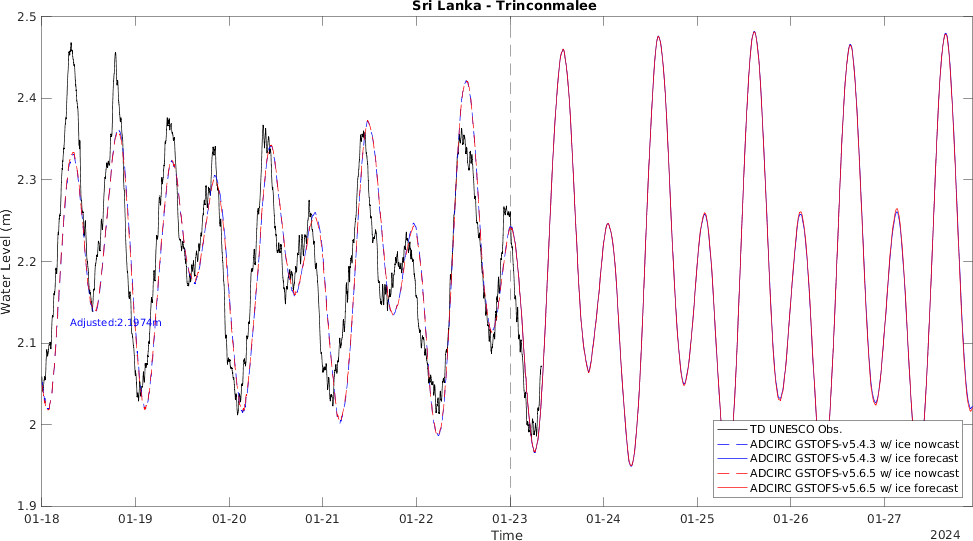 Sri Lanka - Trinconmalee
2.5
2.4
2.3
2.2
2.1
2
1.9
Water Level (m)
Adjusted:2.1974m
TD UNESCO Obs.
ADCIRC GSTOFS-v5.4.3 w/ ice nowcast
ADCIRC GSTOFS-v5.4.3 w/ ice forecast
ADCIRC GSTOFS-v5.6.5 w/ ice nowcast
ADCIRC GSTOFS-v5.6.5 w/ ice forecast
01-18 01-19 01-20 01-21 01-22 01-23 01-24 01-25 01-26 01-27
Time
2024